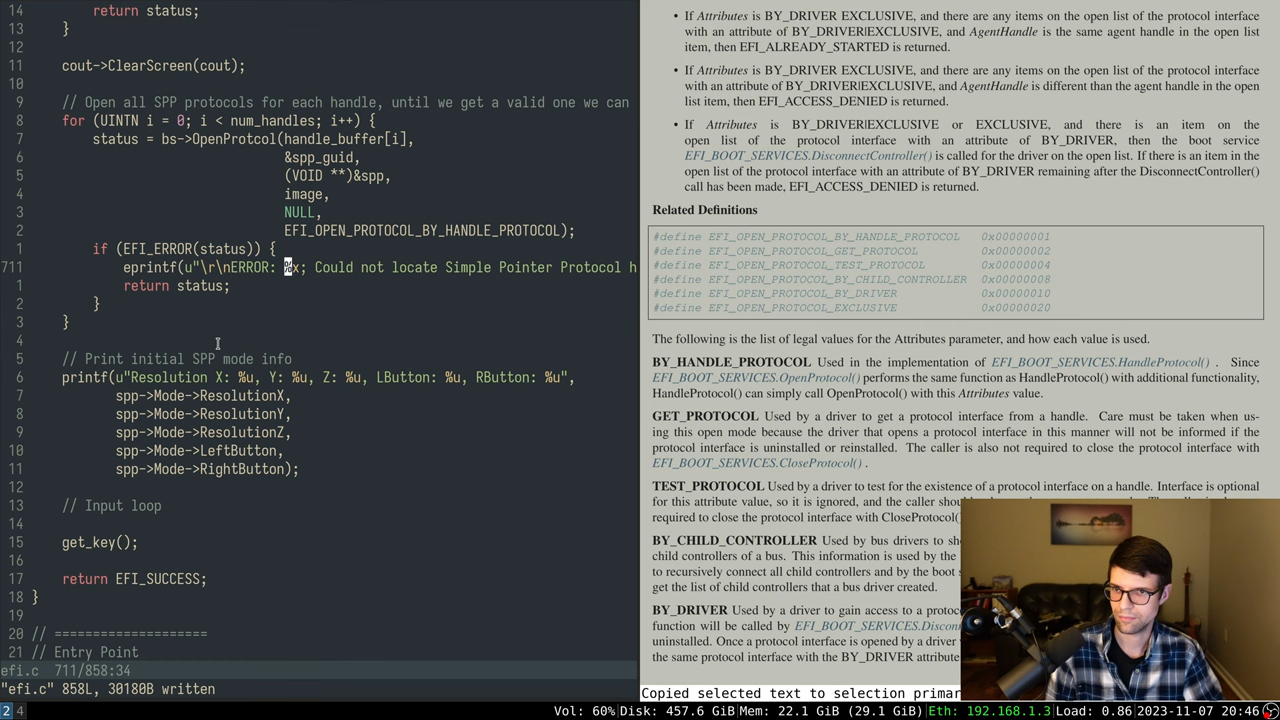 14          return status;
13      }
12
11      cout->ClearScreen(cout);
10
9      // Open all SPP protocols for each handle, until we get a valid one we can
8      for (UINTN i = 0; i < num_handles; i++) {
7          status = bs->OpenProtcol(handle_buffer[i],
6                                   &spp_guid,
5                                   (VOID **)&spp,
4                                   image,
3                                   NULL,
2                                   EFI_OPEN_PROTOCOL_BY_HANDLE_PROTOCOL);
1          if (EFI_ERROR(status)) {
711              eprintf(u"\r\nERROR: %x; Could not locate Simple Pointer Protocol h
1              return status;
2          }
3      }
4
5      // Print initial SPP mode info
6      printf(u"Resolution X: %u, Y: %u, Z: %u, LButton: %u, RButton: %u",
7             spp->Mode->ResolutionX,
8             spp->Mode->ResolutionY,
9             spp->Mode->ResolutionZ,
10             spp->Mode->LeftButton,
11             spp->Mode->RightButton);
12
13      // Input loop
14
15      get_key();
16
17      return EFI_SUCCESS;
18  }
19
20  // ====================
21  // Entry Point
efi.c  711/858:34
"efi.c" 858L, 30180B written
• If Attributes is BY_DRIVER EXCLUSIVE, and there are any items on the open list of the protocol interface
with an attribute of BY_DRIVER|EXCLUSIVE, and AgentHandle is the same agent handle in the open list
item, then EFI_ALREADY_STARTED is returned.
• If Attributes is BY_DRIVER EXCLUSIVE, and there are any items on the open list of the protocol interface
with an attribute of BY_DRIVER|EXCLUSIVE, and AgentHandle is different than the agent handle in the open
list item, then EFI_ACCESS_DENIED is returned.
• If Attributes is BY_DRIVER|EXCLUSIVE or EXCLUSIVE, and there is an item on the
open list of the protocol interface with an attribute of BY_DRIVER, then the boot service
EFI_BOOT_SERVICES.DisconnectController() is called for the driver on the open list. If there is an item in the
open list of the protocol interface with an attribute of BY_DRIVER remaining after the DisconnectController()
call has been made, EFI_ACCESS_DENIED is returned.
Related Definitions
#define EFI_OPEN_PROTOCOL_BY_HANDLE_PROTOCOL 0x00000001
#define EFI_OPEN_PROTOCOL_GET_PROTOCOL 0x00000002
#define EFI_OPEN_PROTOCOL_TEST_PROTOCOL 0x00000004
#define EFI_OPEN_PROTOCOL_BY_CHILD_CONTROLLER 0x00000008
#define EFI_OPEN_PROTOCOL_BY_DRIVER 0x00000010
#define EFI_OPEN_PROTOCOL_EXCLUSIVE 0x00000020
The following is the list of legal values for the Attributes parameter, and how each value is used.
BY_HANDLE_PROTOCOL Used in the implementation of EFI_BOOT_SERVICES.HandleProtocol() . Since
EFI_BOOT_SERVICES.OpenProtocol() performs the same function as HandleProtocol() with additional functionality,
HandleProtocol() can simply call OpenProtocol() with this Attributes value.
GET_PROTOCOL Used by a driver to get a protocol interface from a handle. Care must be taken when us-
ing this open mode because the driver that opens a protocol interface in this manner will not be informed if the
protocol interface is uninstalled or reinstalled. The caller is also not required to close the protocol interface with
EFI_BOOT_SERVICES.CloseProtocol() .
TEST_PROTOCOL Used by a driver to test for the existence of a protocol interface on a handle. Interface is optional
for this attribute value, so it is ignored, and the caller
required to close the protocol interface with CloseProtocol(
BY_CHILD_CONTROLLER Used by bus drivers to
child controllers of a bus. This information is used by the
to recursively connect all child controllers and by the boot
get the list of child controllers that a bus driver created.
BY_DRIVER Used by a driver to gain access to a
function will be called by EFI_BOOT_SERVICES.
uninstalled. Once a protocol interface is opened by a driver
the same protocol interface with the BY_DRIVER attribute
Copied selected text to selection
2 4 Vol: 60%|Disk: 457.6 GiB|Mem: 22.1 GiB (29.1 GiB)|Eth: 192.168.1.3|Load: 0.86 2023-11-07 20:46